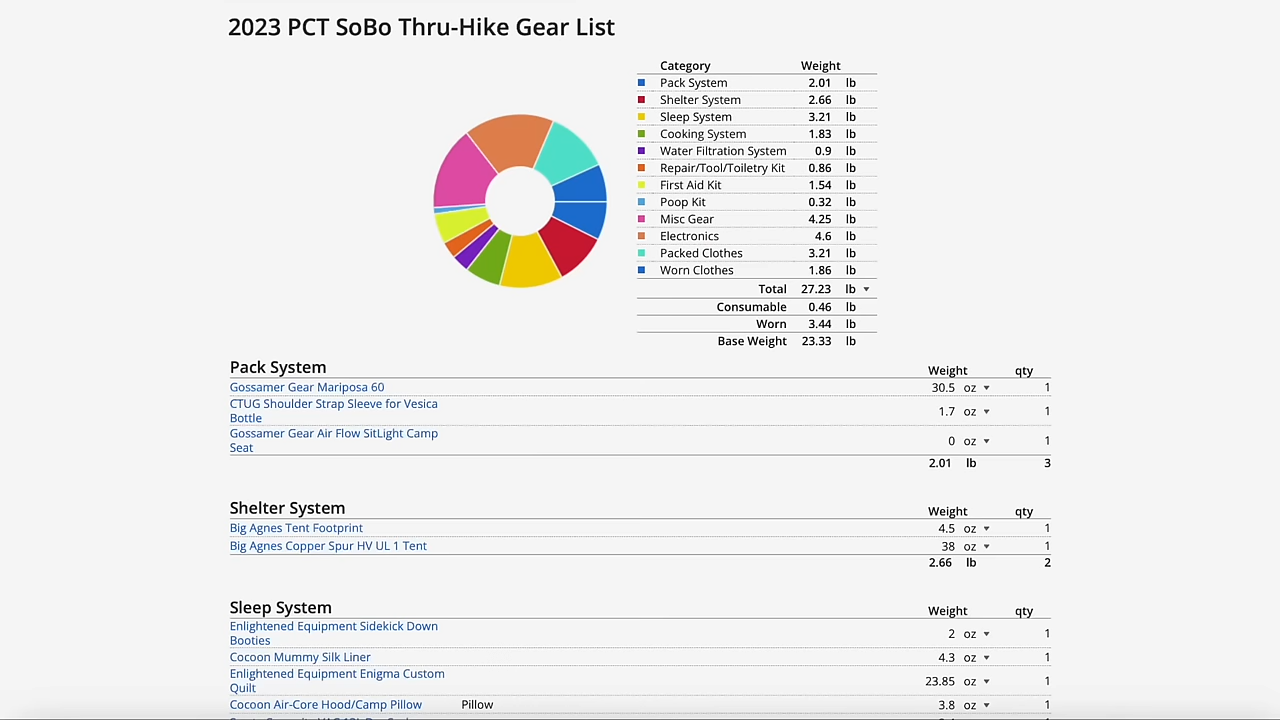 2023 PCT SoBo Thru-Hike Gear List
Category Weight
Pack System 2.01 lb
Shelter System 2.66 lb
Sleep System 3.21 lb
Cooking System 1.83 lb
Water Filtration System 0.9 lb
Repair/Tool/Toiletry Kit 0.86 lb
First Aid Kit 1.54 lb
Poop Kit 0.32 lb
Misc Gear 4.25 lb
Electronics 4.6 lb
Packed Clothes 3.21 lb
Worn Clothes 1.86 lb
Total 27.23 lb
Consumable 0.46 lb
Worn 3.44 lb
Base Weight 23.33 lb
Pack System Weight qty
Gossamer Gear Mariposa 60 30.5 oz 1
CTUG Shoulder Strap Sleeve for Vesica
Bottle 1.7 oz 1
Gossamer Gear Air Flow SitLight Camp
Seat 0 oz 1
2.01 lb 3
Shelter System Weight qty
Big Agnes Tent Footprint 4.5 oz 1
Big Agnes Copper Spur HV UL 1 Tent 38 oz 1
2.66 lb 2
Sleep System Weight qty
Enlightened Equipment Sidekick Down
Booties 2 oz 1
Cocoon Mummy Silk Liner 4.3 oz 1
Enlightened Equipment Enigma Custom
Quilt 23.85 oz 1
Cocoon Air-Core Hood/Camp Pillow Pillow 3.8 oz 1